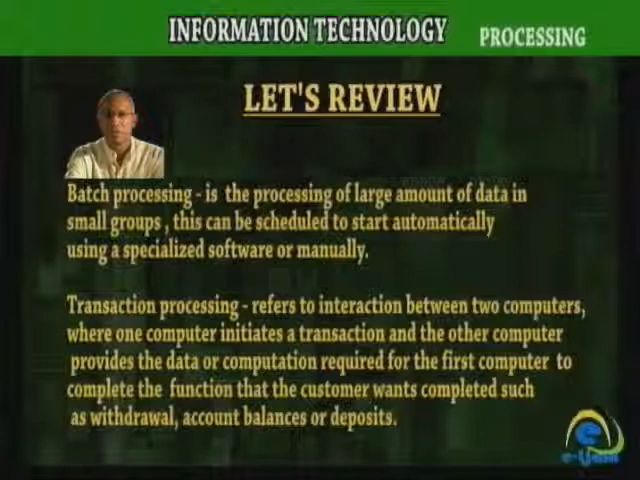 INFORMATION TECHNOLOGY PROCESSING
LET'S REVIEW
Batch processing - is the processing of large amount of data in
small groups , this can be scheduled to start automatically
using a specialized software or manually.
Transaction processing - refers to interaction between two computers,
where one computer initiates a transaction and the other computer
provides the data or computation required for the first computer to
complete the function that the customer wants completed such
as withdrawal, account balances or deposits.